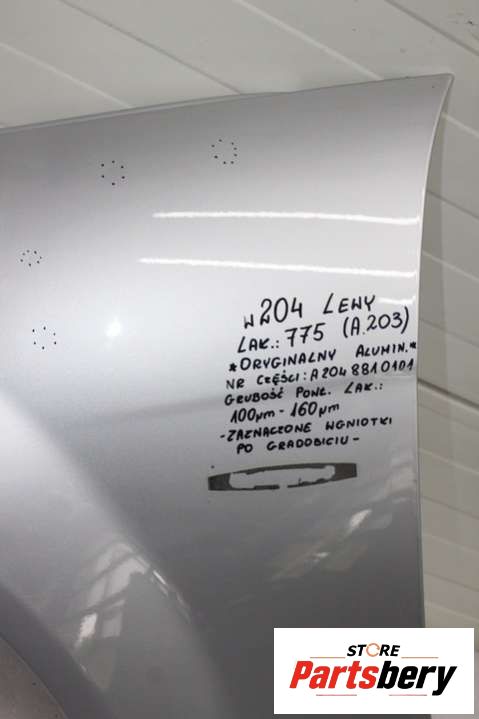 W204 LEWY
LAK.: 775 (A.203)
*ORYGINALNY ALUMIN.*
NR CZĘŚCI: A2048810101
GRUBOŚĆ POWŁ. LAK.:
100µm - 160µm
-ZAZNACZONE WGNIOTKI
PO GRADOBICIU-
STORE
Partsbery